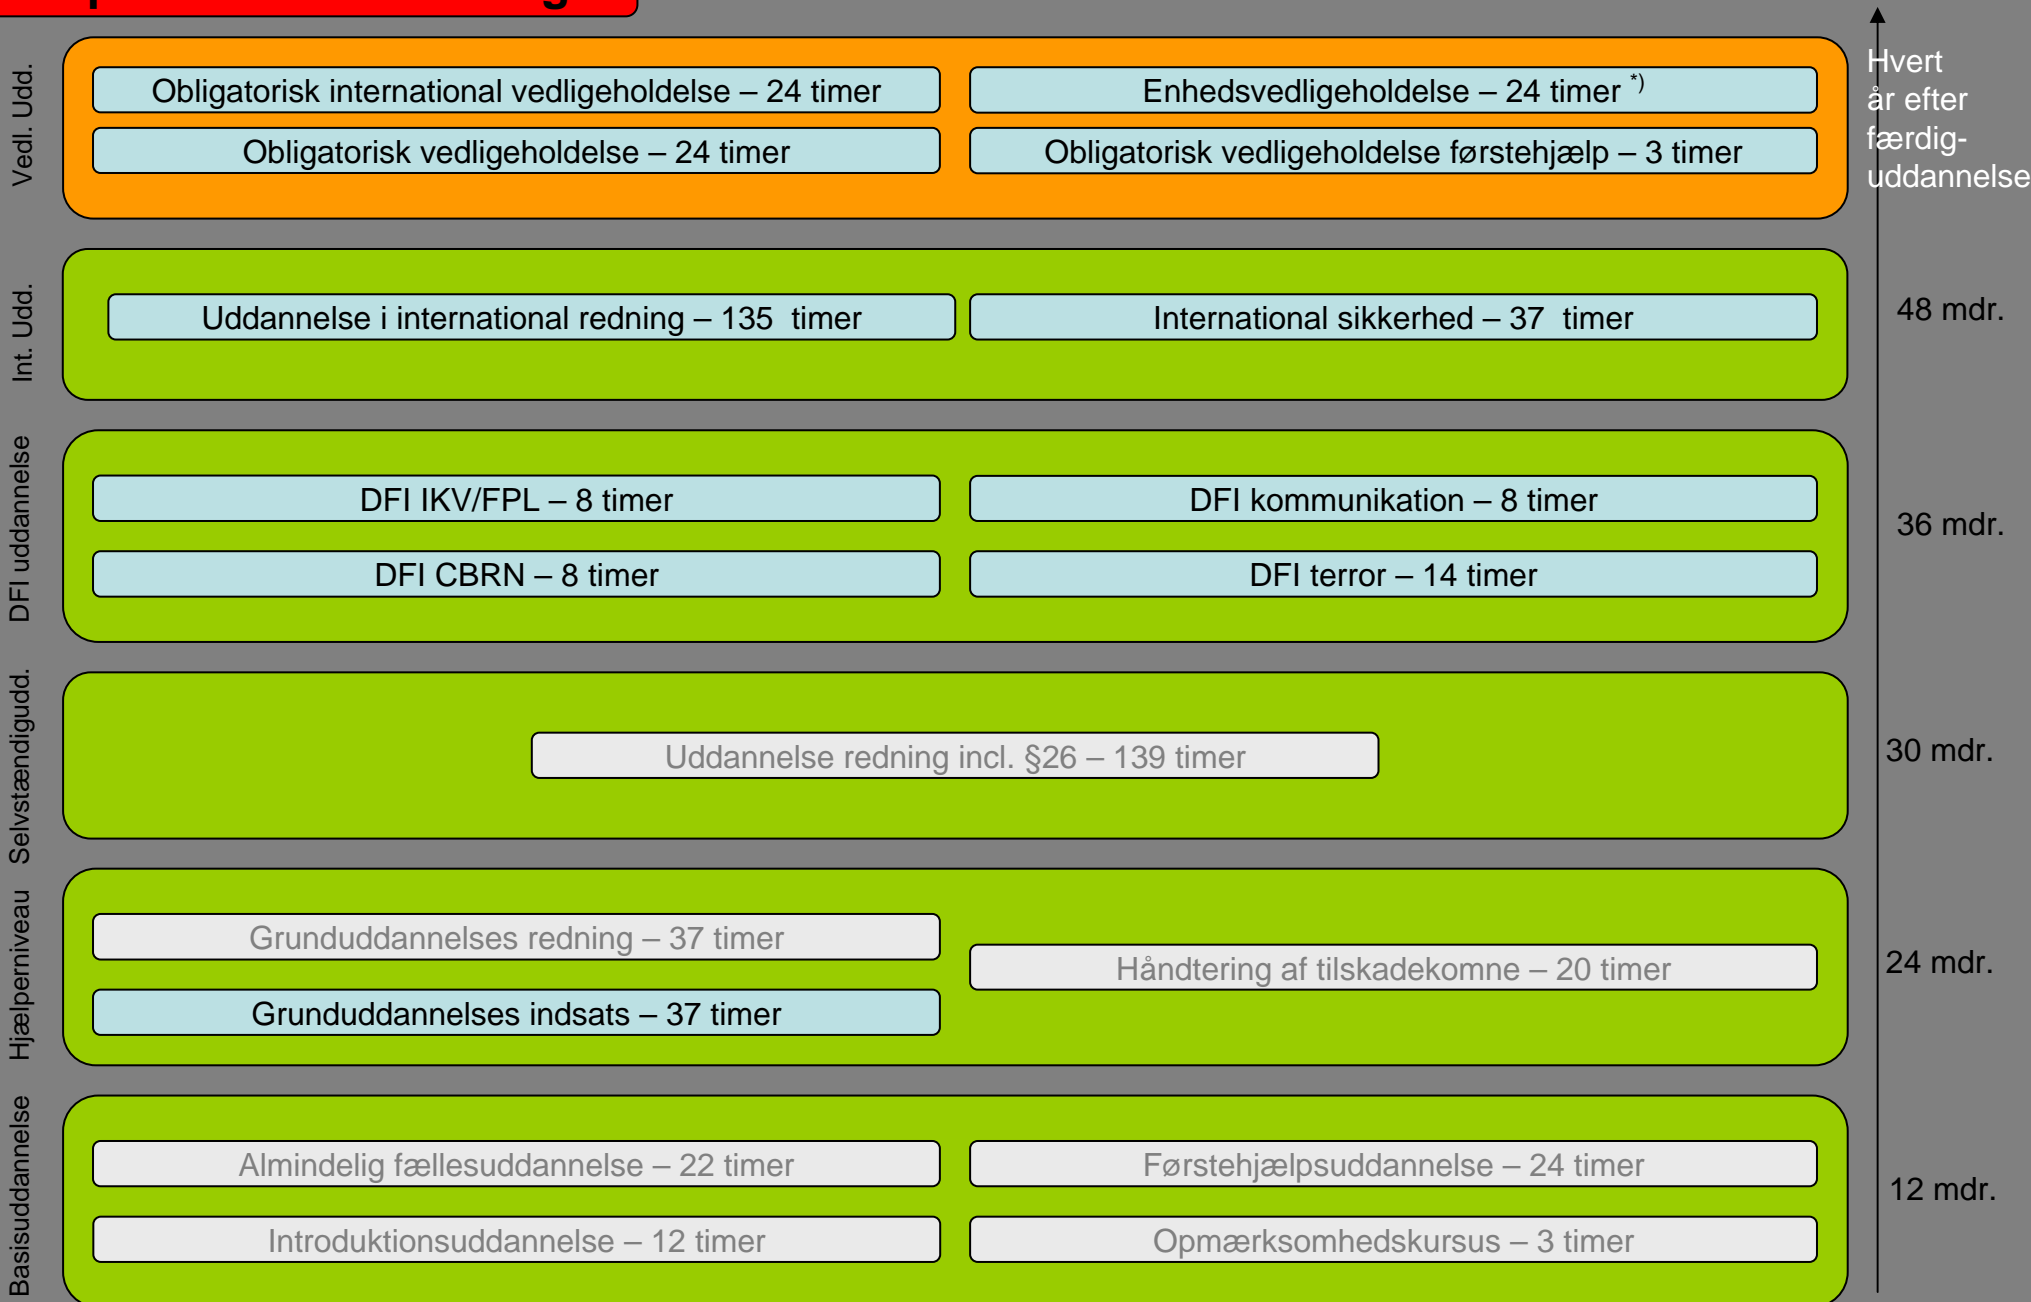 Vedl. Udd.
Obligatorisk international vedligeholdelse – 24 timer
Enhedsvedligeholdelse – 24 timer *)
Obligatorisk vedligeholdelse – 24 timer
Obligatorisk vedligeholdelse førstehjælp – 3 timer
Hvert
år efter
færdig-
uddannelse
Int. Udd.
Uddannelse i international redning – 135 timer
International sikkerhed – 37 timer
48 mdr.
DFI uddannelse
DFI IKV/FPL – 8 timer
DFI kommunikation – 8 timer
DFI CBRN – 8 timer
DFI terror – 14 timer
36 mdr.
Selvstændigudd.
Uddannelse redning incl. §26 – 139 timer
30 mdr.
Hjælperniveau
Grunduddannelses redning – 37 timer
Håndtering af tilskadekomne – 20 timer
Grunduddannelses indsats – 37 timer
24 mdr.
Basisuddannelse
Almindelig fællesuddannelse – 22 timer
Førstehjælpsuddannelse – 24 timer
Introduktionsuddannelse – 12 timer
Opmærksomhedskursus – 3 timer
12 mdr.